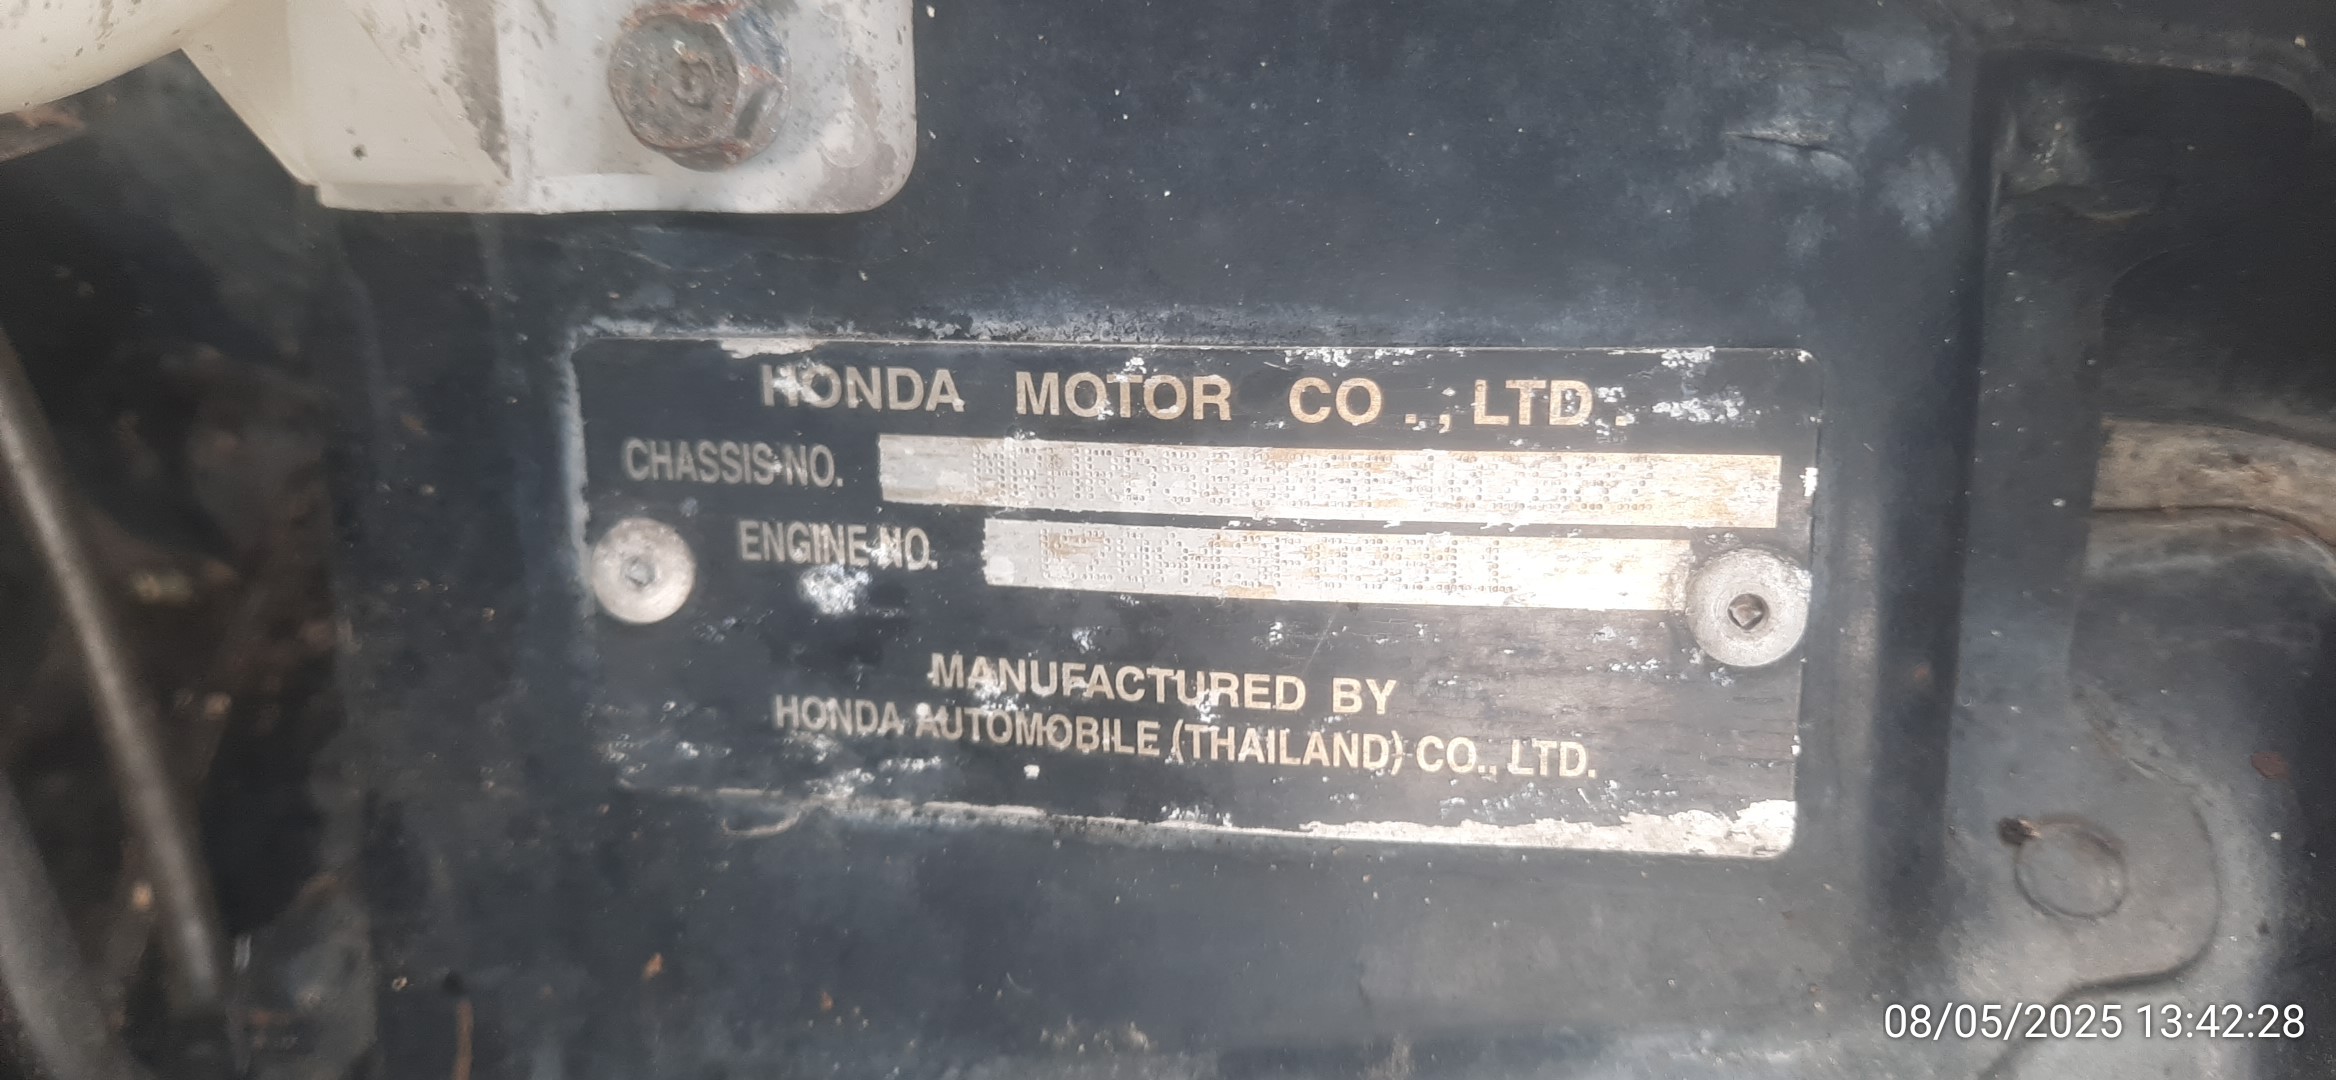 HONDA MOTOR CO., LTD.
CHASSIS NO.
ENGINE NO.
MANUFACTURED BY
HONDA AUTOMOBILE (THAILAND) CO., LTD.
08/05/2025 13:42:28